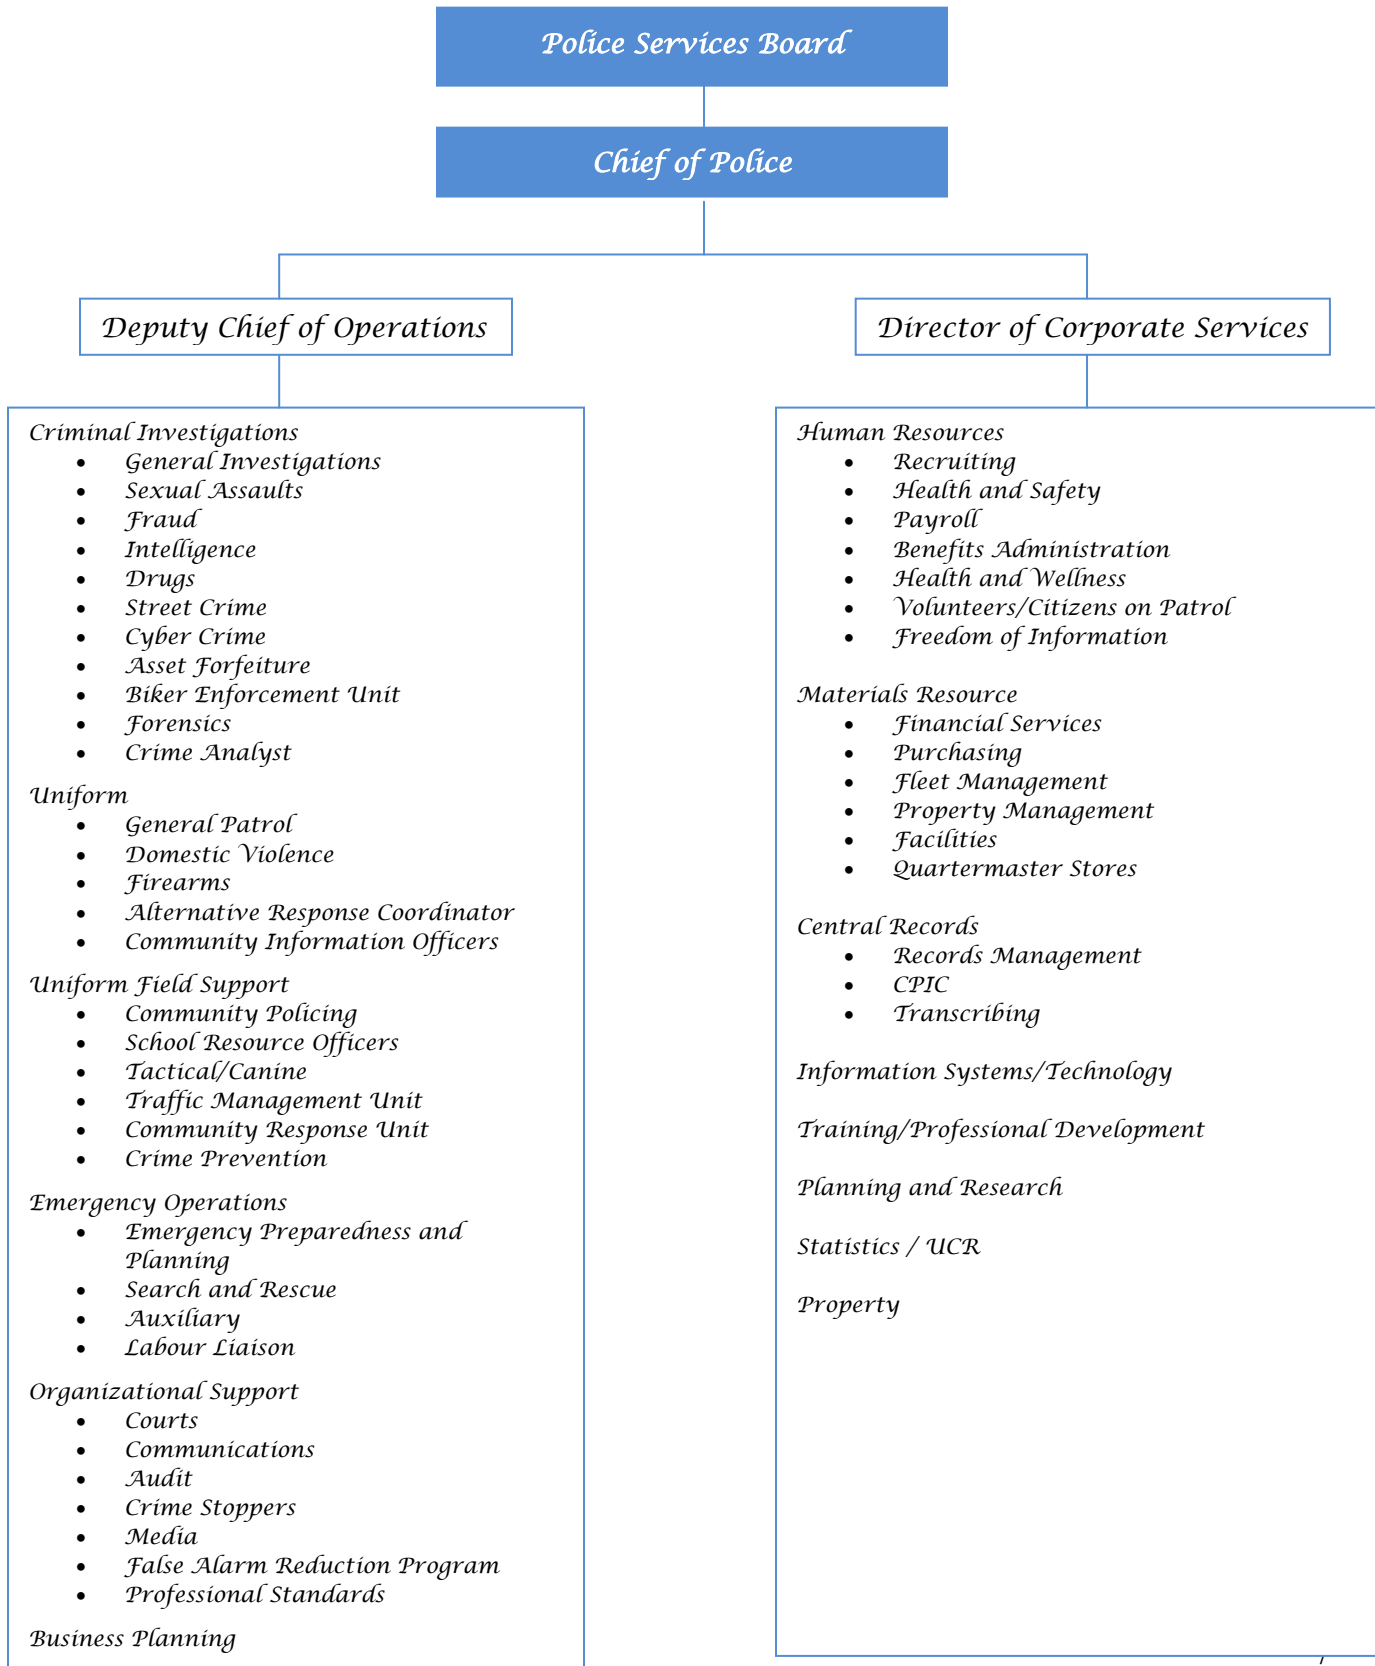 Police Services Board
Chief of Police
Deputy Chief of Operations
Criminal Investigations
• General Investigations
• Sexual Assaults
• Fraud
• Intelligence
• Drugs
• Street Crime
• Cyber Crime
• Asset Forfeiture
• Biker Enforcement Unit
• Forensics
• Crime Analyst
Uniform
• General Patrol
• Domestic Violence
• Firearms
• Alternative Response Coordinator
• Community Information Officers
Uniform Field Support
• Community Policing
• School Resource Officers
• Tactical/Canine
• Traffic Management Unit
• Community Response Unit
• Crime Prevention
Emergency Operations
• Emergency Preparedness and
Planning
• Search and Rescue
• Auxiliary
• Labour Liaison
Organizational Support
• Courts
• Communications
• Audit
• Crime Stoppers
• Media
• False Alarm Reduction Program
• Professional Standards
Business Planning
Director of Corporate Services
Human Resources
• Recruiting
• Health and Safety
• Payroll
• Benefits Administration
• Health and Wellness
• Volunteers/Citizens on Patrol
• Freedom of Information
Materials Resource
• Financial Services
• Purchasing
• Fleet Management
• Property Management
• Facilities
• Quartermaster Stores
Central Records
• Records Management
• CPIC
• Transcribing
Information Systems/Technology
Training/Professional Development
Planning and Research
Statistics / UCR
Property